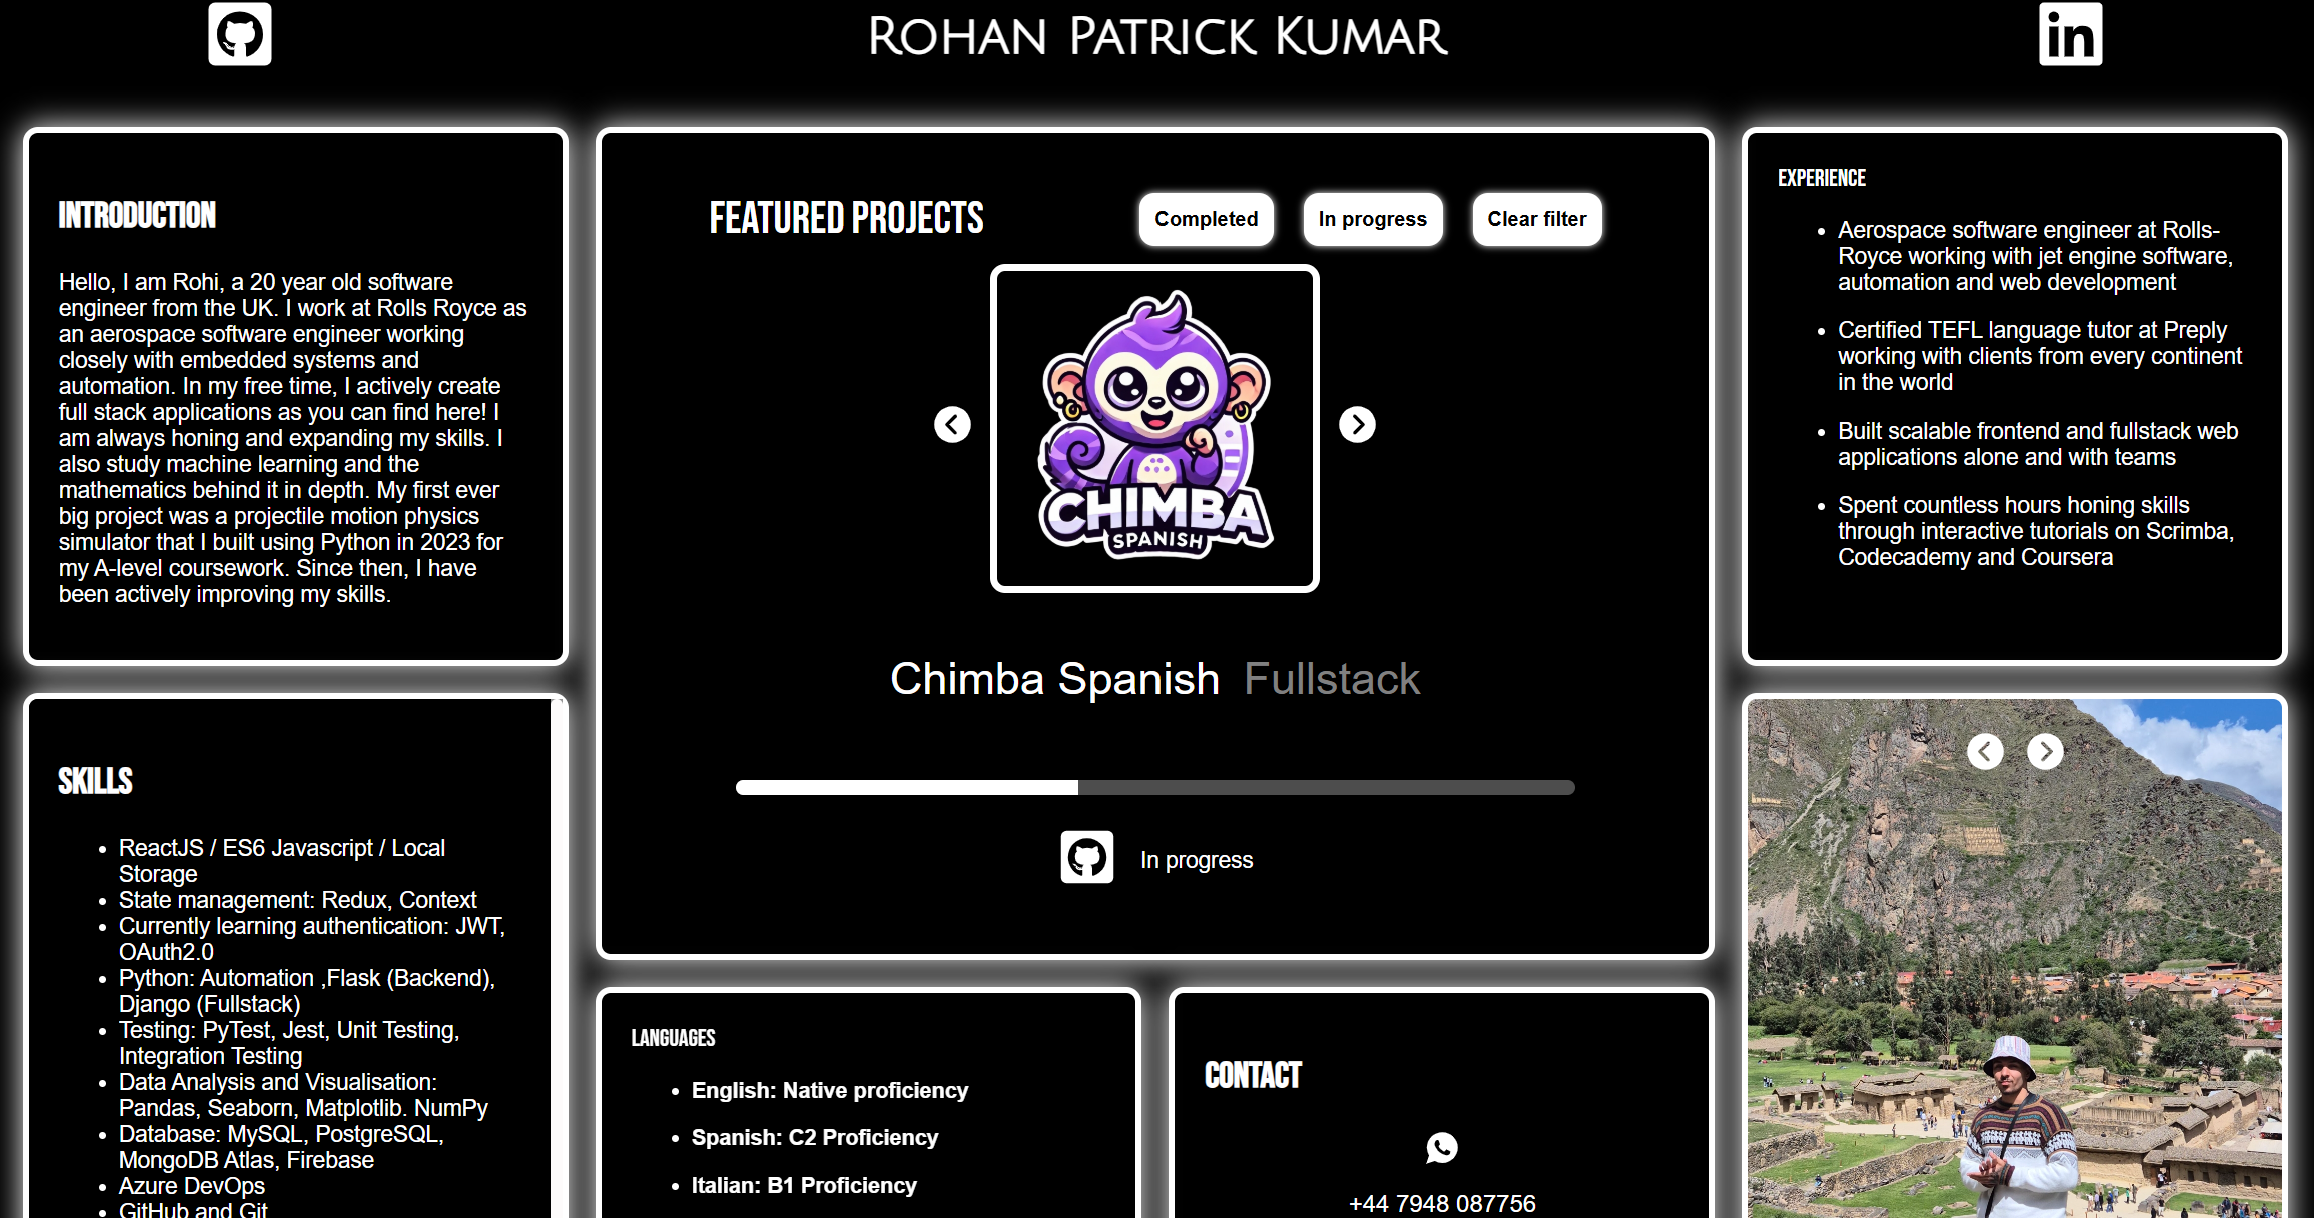 ROHAN PATRICK KUMAR
INTRODUCTION
Hello, I am Rohi, a 20 year old software
engineer from the UK. I work at Rolls Royce as
an aerospace software engineer working
closely with embedded systems and
automation. In my free time, I actively create
full stack applications as you can find here! I
am always honing and expanding my skills. I
also study machine learning and the
mathematics behind it in depth. My first ever
big project was a projectile motion physics
simulator that I built using Python in 2023 for
my A-level coursework. Since then, I have
been actively improving my skills.
SKILLS
• ReactJS / ES6 Javascript / Local
Storage
• State management: Redux, Context
• Currently learning authentication: JWT,
OAuth2.0
• Python: Automation ,Flask (Backend),
Django (Fullstack)
• Testing: PyTest, Jest, Unit Testing,
Integration Testing
• Data Analysis and Visualisation:
Pandas, Seaborn, Matplotlib. NumPy
• Database: MySQL, PostgreSQL,
MongoDB Atlas, Firebase
• Azure DevOps
• GitHub and Git
FEATURED PROJECTS
Completed
In progress
Clear filter
CHIMBA
SPANISH
Chimba Spanish Fullstack
In progress
LANGUAGES
• English: Native proficiency
• Spanish: C2 Proficiency
• Italian: B1 Proficiency
CONTACT
+44 7948 087756
EXPERIENCE
• Aerospace software engineer at Rolls-
Royce working with jet engine software,
automation and web development
• Certified TEFL language tutor at Preply
working with clients from every continent
in the world
• Built scalable frontend and fullstack web
applications alone and with teams
• Spent countless hours honing skills
through interactive tutorials on Scrimba,
Codecademy and Coursera
in